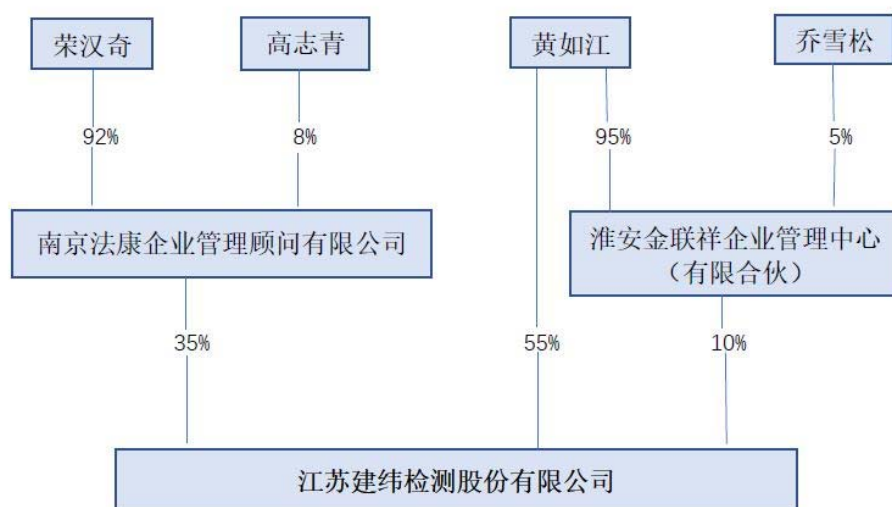 荣汉奇
高志青
黄如江
乔雪松
92%
8%
95%
5%
南京法康企业管理顾问有限公司
淮安金联祥企业管理中心
（有限合伙）
35%
55%
10%
江苏建纬检测股份有限公司